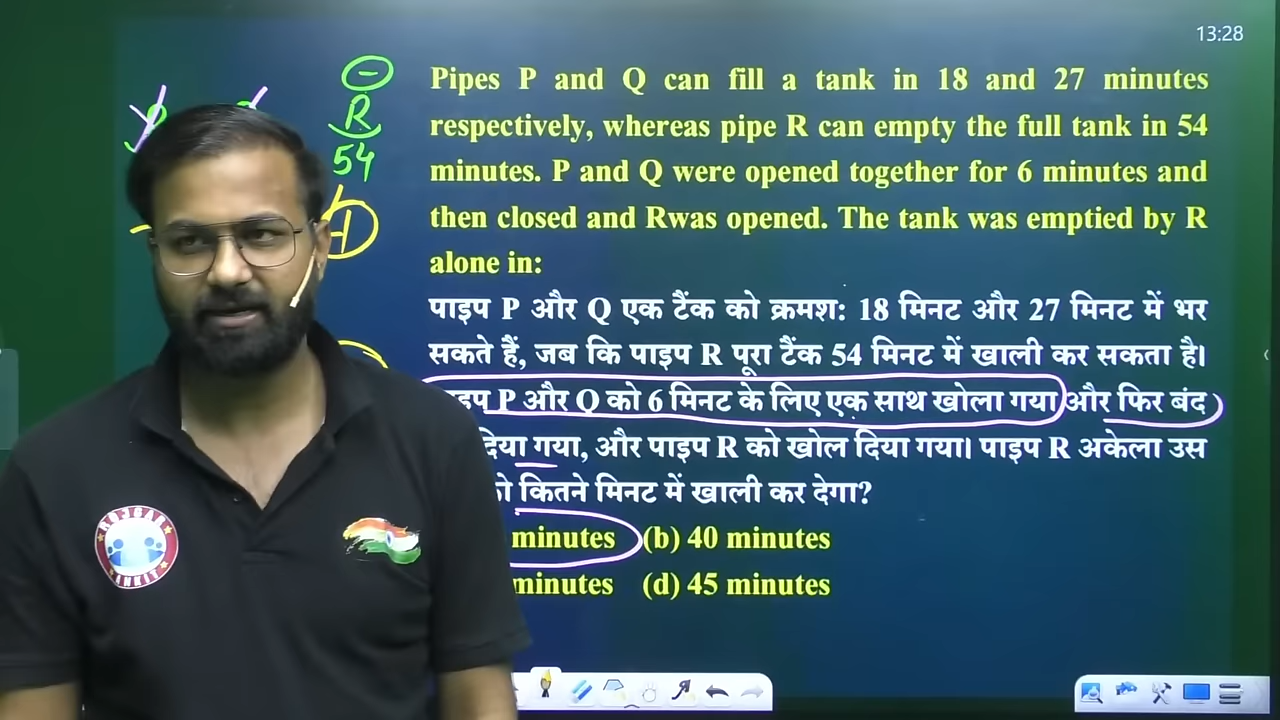 13:28
R
54
Pipes P and Q can fill a tank in 18 and 27 minutes
respectively, whereas pipe R can empty the full tank in 54
minutes. P and Q were opened together for 6 minutes and
then closed and Rwas opened. The tank was emptied by R
alone in:
पाइप P और Q एक टैंक को क्रमश: 18 मिनट और 27 मिनट में भर
सकते हैं, जब कि पाइप R पूरा टैंक 54 मिनट में खाली कर सकता है।
P और Q को 6 मिनट के लिए एक साथ खोला गया और फिर बंद
दिया गया, और पाइप R को खोल दिया गया। पाइप R अकेला उस
कितने मिनट में खाली कर देगा?
minutes (b) 40 minutes
minutes (d) 45 minutes
ROJGAR
WITH ANKIT